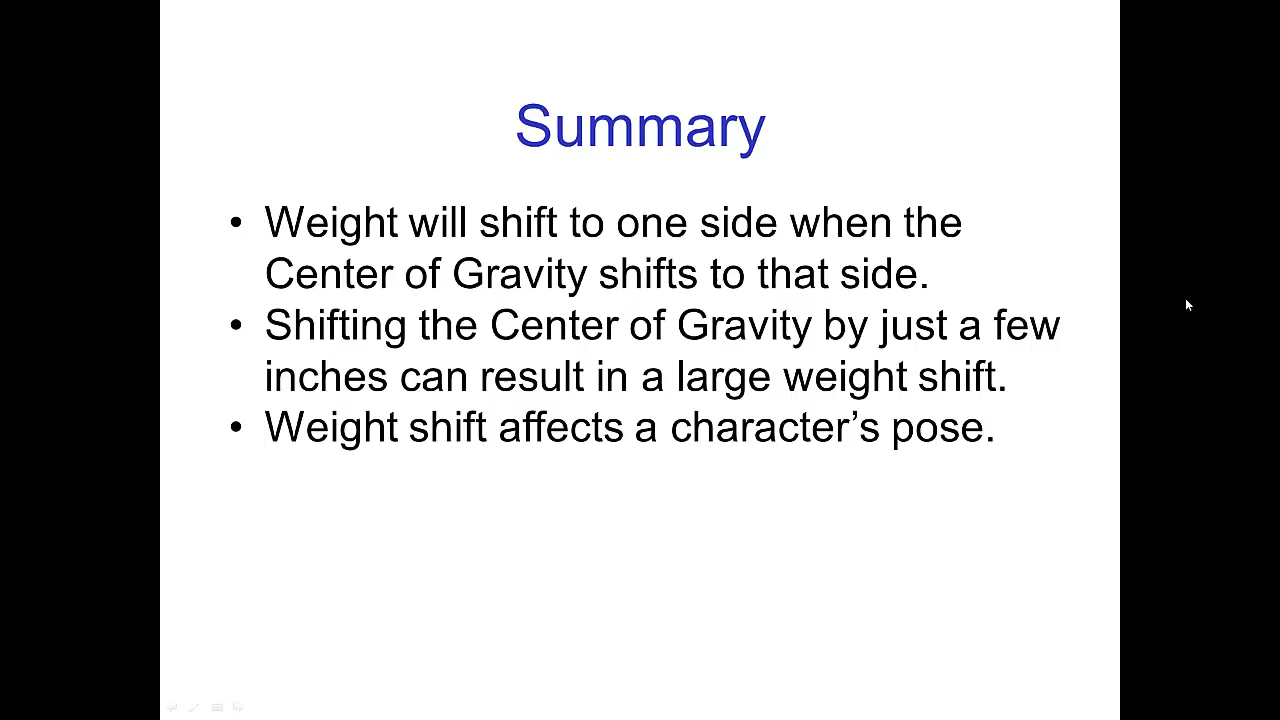 Summary
• Weight will shift to one side when the
Center of Gravity shifts to that side.
• Shifting the Center of Gravity by just a few
inches can result in a large weight shift.
• Weight shift affects a character’s pose.